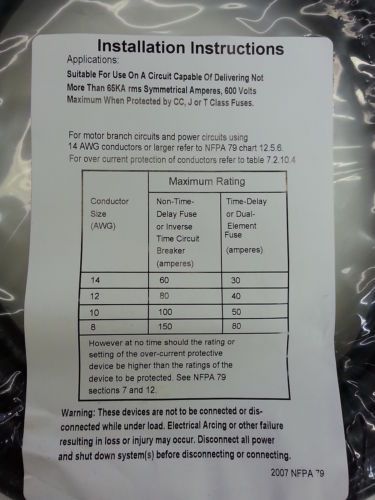 Installation Instructions
Applications:
Suitable For Use On A Circuit Capable Of Delivering Not
More Than 65KA rms Symmetrical Amperes, 600 Volts
Maximum When Protected by CC, J or T Class Fuses.
For motor branch circuits and power circuits using
14 AWG conductors or larger refer to NFPA 79 chart 12.5.6.
For over current protection of conductors refer to table 7.2.10.4
Maximum Rating
Conductor
Size
(AWG)
Non-Time-
Delay Fuse
or Inverse
Time Circuit
Breaker
(amperes)
Time-Delay
or Dual-
Element
Fuse
(amperes)
14 60 30
12 80 40
10 100 50
8 150 80
However at no time should the rating or
setting of the over-current protective
device be higher than the ratings of the
device to be protected. See NFPA 79
sections 7 and 12.
Warning: These devices are not to be connected or dis-
connected while under load. Electrical Arcing or other failure
resulting in loss or injury may occur. Disconnect all power
and shut down system(s) before disconnecting or connecting.
2007 NFPA 79